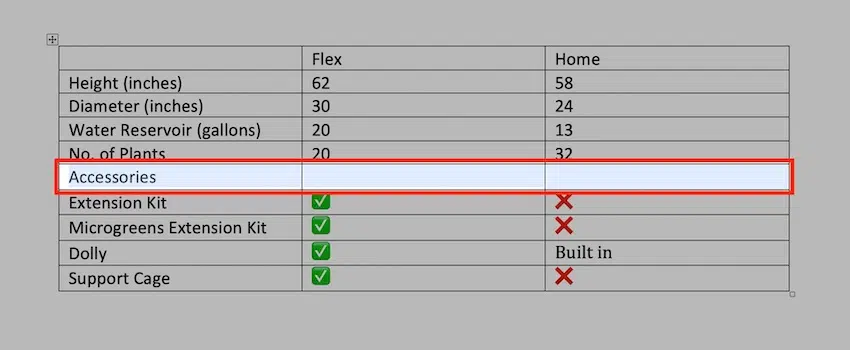 Flex Home
Height (inches) 62 58
Diameter (inches) 30 24
Water Reservoir (gallons) 20 13
No. of Plants 20 32
Accessories
Extension Kit ✅ ❌
Microgreens Extension Kit ✅ ❌
Dolly ✅ Built in
Support Cage ✅ ❌